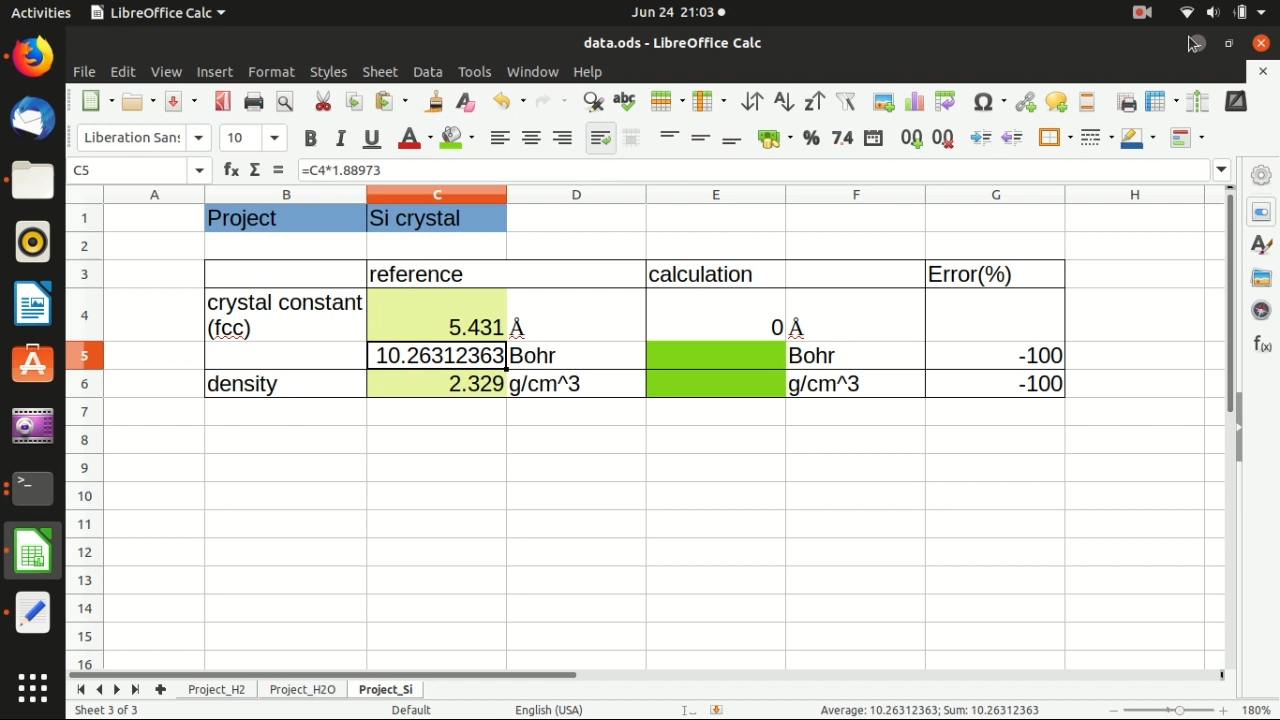 Activities LibreOffice Calc Jun 24 21:03
data.ods - LibreOffice Calc
File Edit View Insert Format Styles Sheet Data Tools Window Help
Liberation Sans 10
C5 =C4*1.88973
A B C D E F G H
1 Project Si crystal
2
3 reference calculation Error(%)
4 crystal constant
(fcc) 5.431 Å 0 Å
5 10.26312363 Bohr Bohr -100
6 density 2.329 g/cm^3 g/cm^3 -100
7
8
9
10
11
12
13
14
15
16
Project_H2 Project_H2O Project_Si
Sheet 3 of 3 Default English (USA) Average: 10.26312363; Sum: 10.26312363 180%